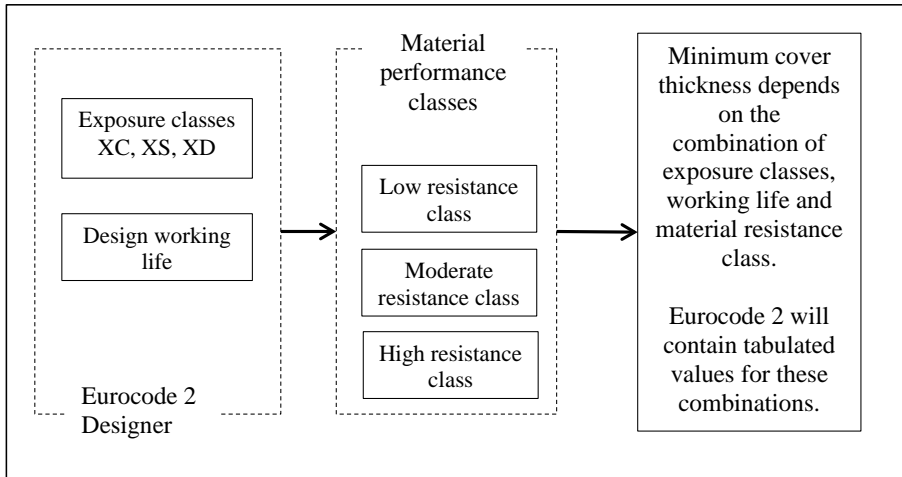 Exposure classes
XC, XS, XD
Design working
life
Eurocode 2
Designer
Material
performance
classes
Low resistance
class
Moderate
resistance class
High resistance
class
Minimum cover
thickness depends
on the
combination of
exposure classes,
working life and
material resistance
class.
Eurocode 2 will
contain tabulated
values for these
combinations.